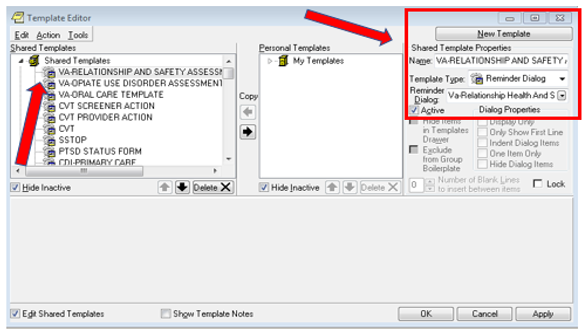 Template Editor
Edit Action Tools
New Template
Shared Templates
Personal Templates
Shared Template Properties
Shared Templates
VA-RELATIONSHIP AND SAFETY ASSESSM
VA-OPIATE USE DISORDER ASSESSMENT
VA-ORAL CARE TEMPLATE
CVT SCREENER ACTION
CVT PROVIDER ACTION
CVT
SSTOP
PTSD STATUS FORM
CDI-PRIMARY CARE
Copy
My Templates
Name: VA-RELATIONSHIP AND SAFETY
Template Type: Reminder Dialog
Reminder Dialog: Va-Relationship Health And S
Active
Dialog Properties
Hide Items in Templates Drawer
Exclude from Group Boilerplate
Display Only
Only Show First Line
Indent Dialog Items
One Item Only
Hide Dialog Items
0 Number of Blank Lines to insert between items
Lock
Hide Inactive
Delete
Hide Inactive
Delete
Edit Shared Templates
Show Template Notes
OK
Cancel
Apply